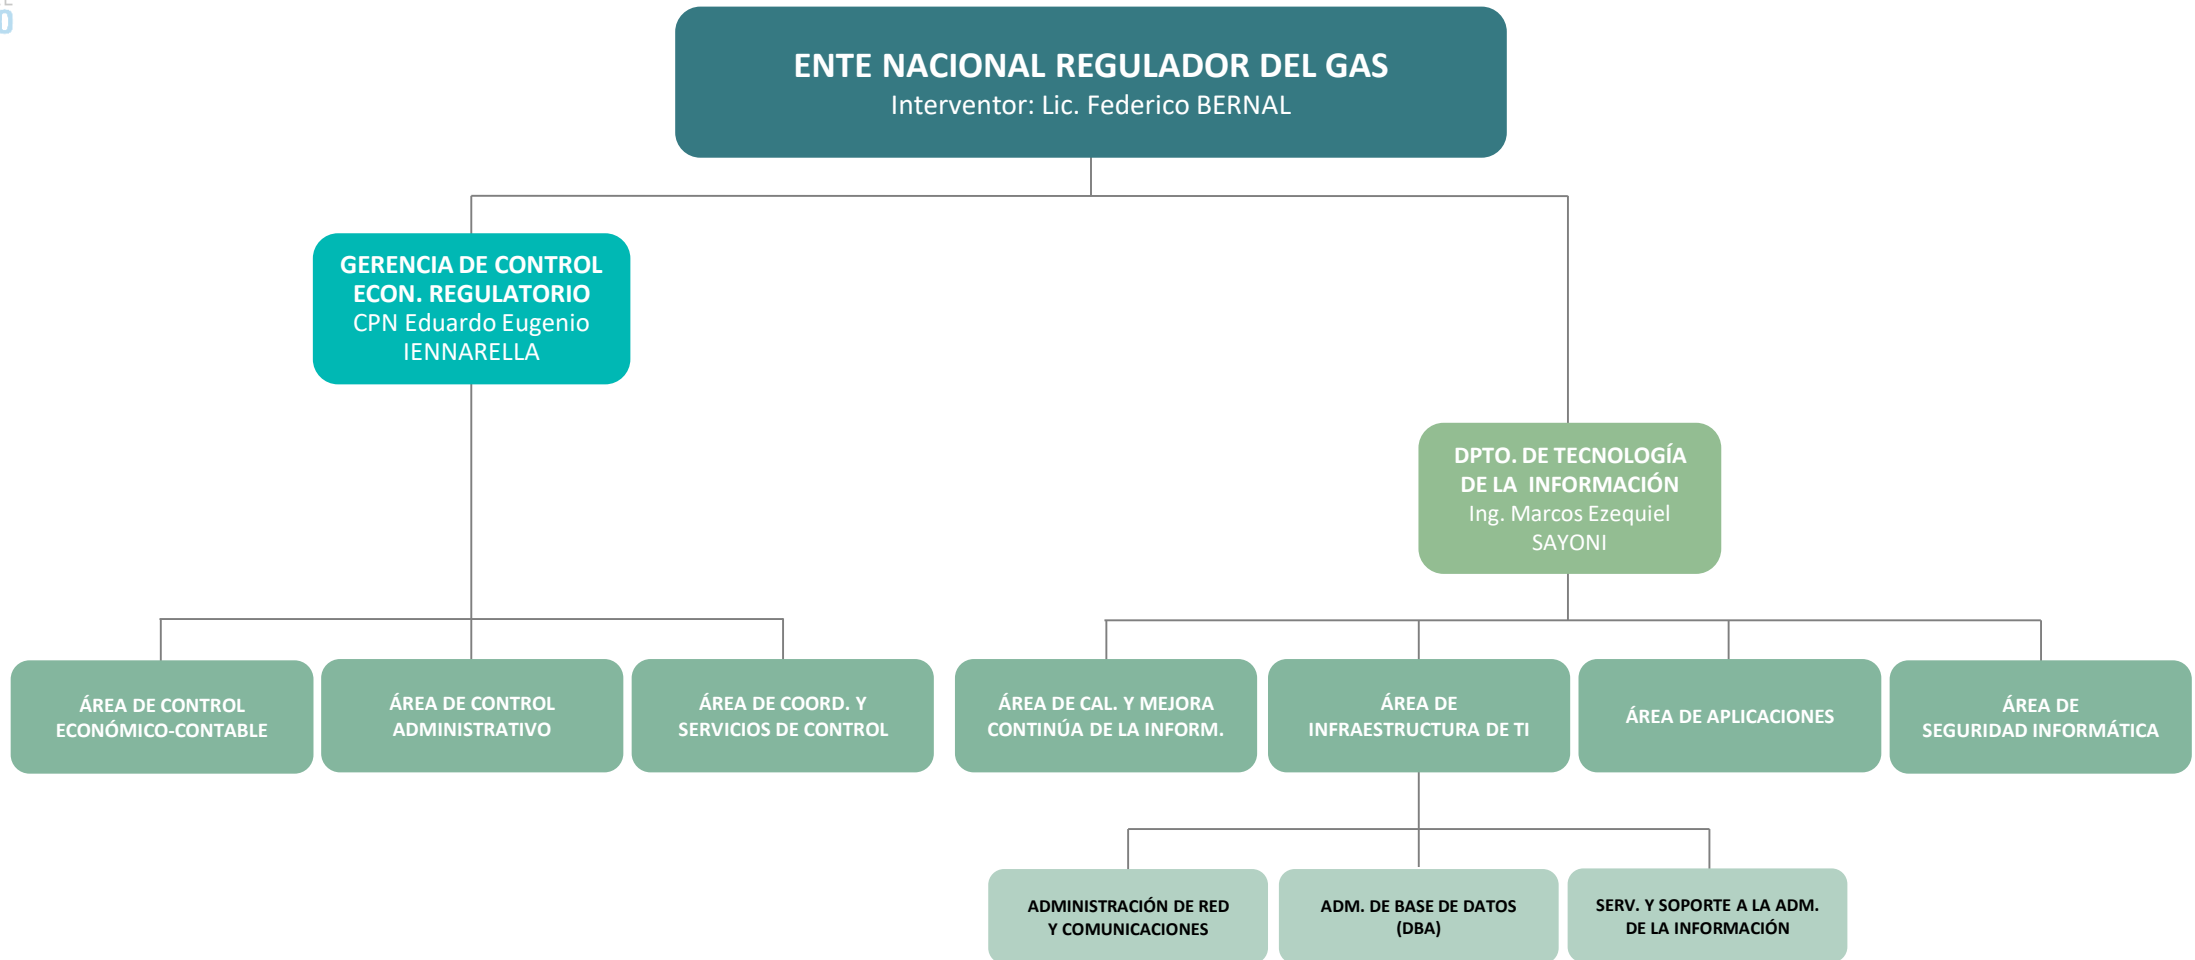 ENTE NACIONAL REGULADOR DEL GAS
Interventor: Lic. Federico BERNAL
GERENCIA DE CONTROL
ECON. REGULATORIO
CPN Eduardo Eugenio
IENNARELLA
DPTO. DE TECNOLOGÍA
DE LA INFORMACIÓN
Ing. Marcos Ezequiel
SAYONI
ÁREA DE CONTROL
ECONÓMICO-CONTABLE
ÁREA DE CONTROL
ADMINISTRATIVO
ÁREA DE COORD. Y
SERVICIOS DE CONTROL
ÁREA DE CAL. Y MEJORA
CONTINÚA DE LA INFORM.
ÁREA DE
INFRAESTRUCTURA DE TI
ÁREA DE APLICACIONES
ÁREA DE
SEGURIDAD INFORMÁTICA
ADMINISTRACIÓN DE RED
Y COMUNICACIONES
ADM. DE BASE DE DATOS
(DBA)
SERV. Y SOPORTE A LA ADM.
DE LA INFORMACIÓN